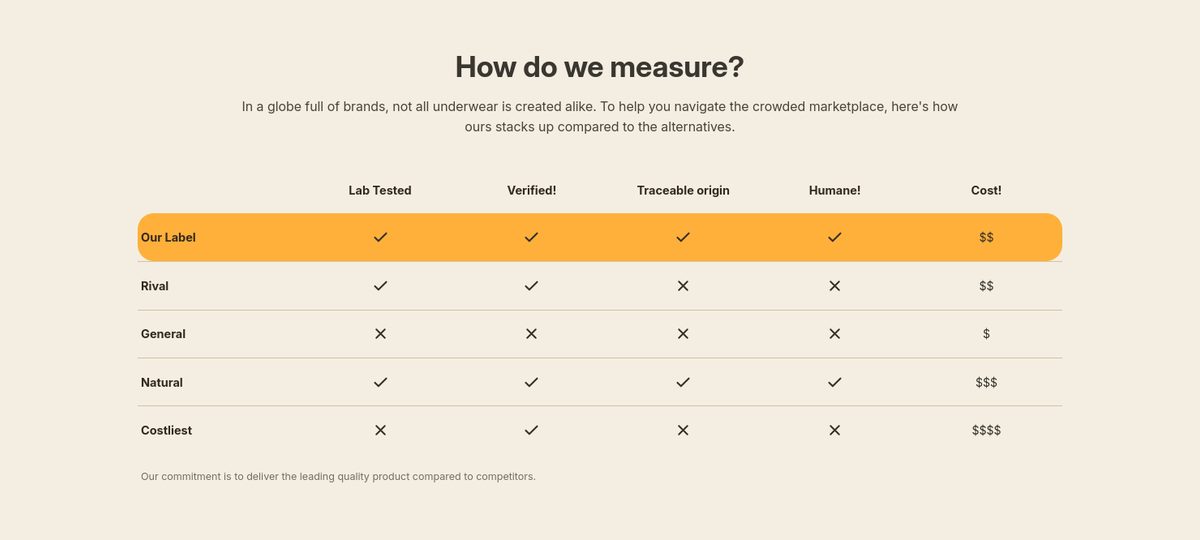 How do we measure?
In a globe full of brands, not all underwear is created alike. To help you navigate the crowded marketplace, here's how
ours stacks up compared to the alternatives.
Lab Tested Verified! Traceable origin Humane! Cost!
Our Label ✓ ✓ ✓ ✓ $$
Rival ✓ ✓ ✕ ✕ $$
General ✕ ✕ ✕ ✕ $
Natural ✓ ✓ ✓ ✓ $$$
Costliest ✕ ✓ ✕ ✕ $$$$
Our commitment is to deliver the leading quality product compared to competitors.